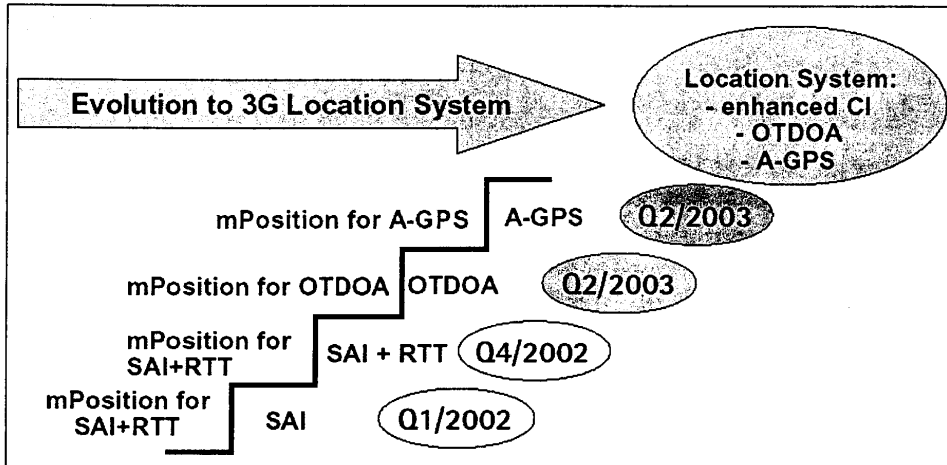 Evolution to 3G Location System
Location System:
- enhanced CI
- OTDOA
- A-GPS
mPosition for A-GPS
A-GPS
Q2/2003
mPosition for OTDOA
OTDOA
Q2/2003
mPosition for
SAI+RTT
SAI + RTT
Q4/2002
mPosition for
SAI+RTT
SAI
Q1/2002